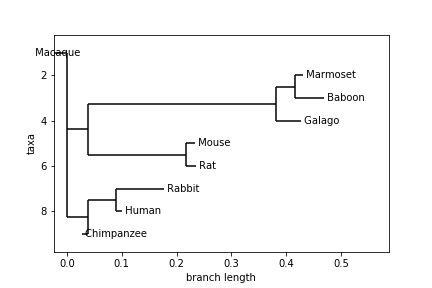 Macaque
Marmoset
Baboon
Galago
Mouse
Rat
Rabbit
Human
Chimpanzee
taxa
2
4
6
8
0.0 0.1 0.2 0.3 0.4 0.5
branch length